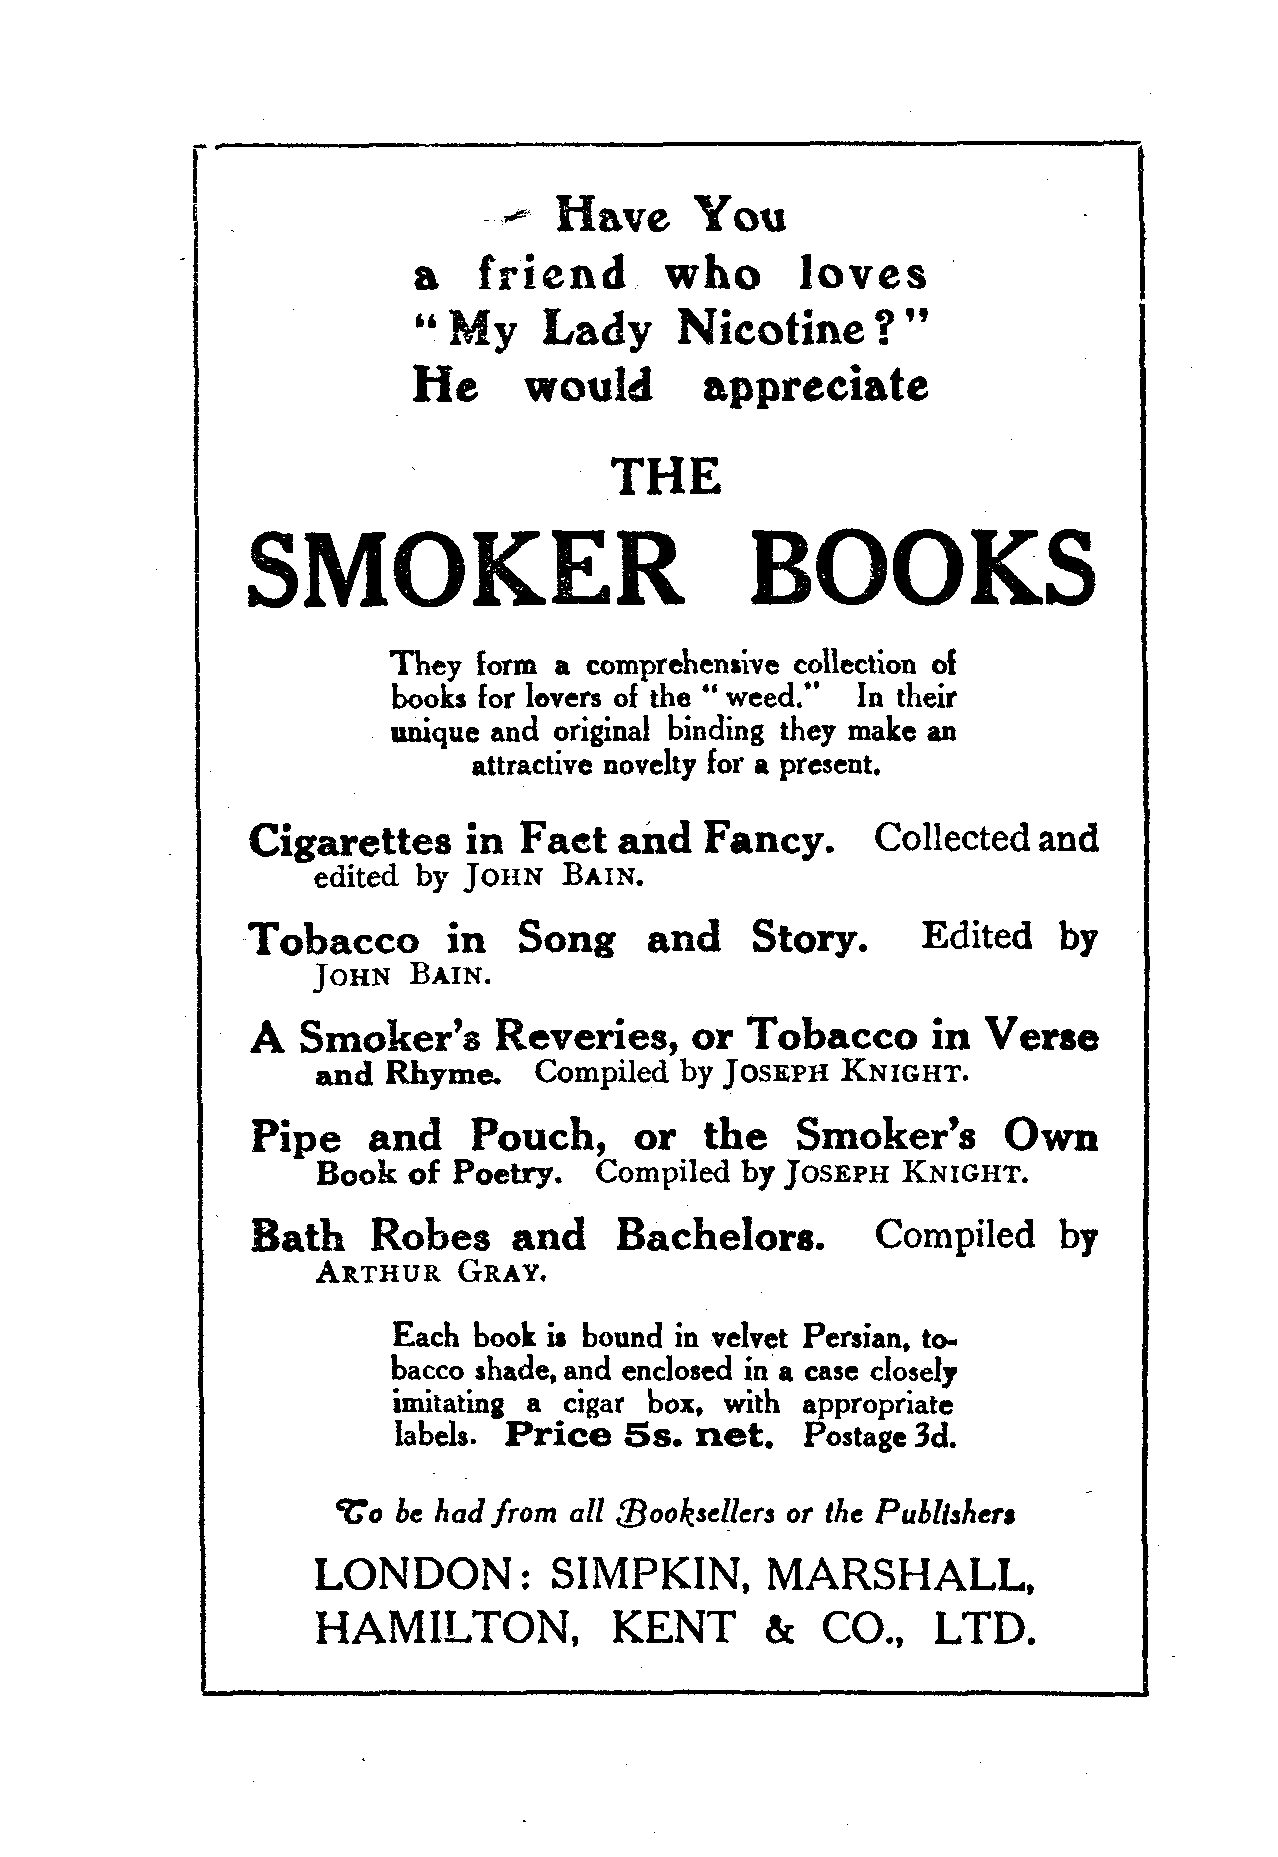 Have You
a friend who loves
“My Lady Nicotine?”
He would appreciate
THE
SMOKER BOOKS
They form a comprehensive collection of
books for lovers of the “weed.” In their
unique and original binding they make an
attractive novelty for a present.
Cigarettes in Fact and Fancy. Collected and
edited by JOHN BAIN.
Tobacco in Song and Story. Edited by
JOHN BAIN.
A Smoker's Reveries, or Tobacco in Verse
and Rhyme. Compiled by JOSEPH KNIGHT.
Pipe and Pouch, or the Smoker's Own
Book of Poetry. Compiled by JOSEPH KNIGHT.
Bath Robes and Bachelors. Compiled by
ARTHUR GRAY.
Each book is bound in velvet Persian, to-
bacco shade, and enclosed in a case closely
imitating a cigar box, with appropriate
labels. Price 5s. net. Postage 3d.
To be had from all Booksellers or the Publishers
LONDON: SIMPKIN, MARSHALL,
HAMILTON, KENT & CO., LTD.